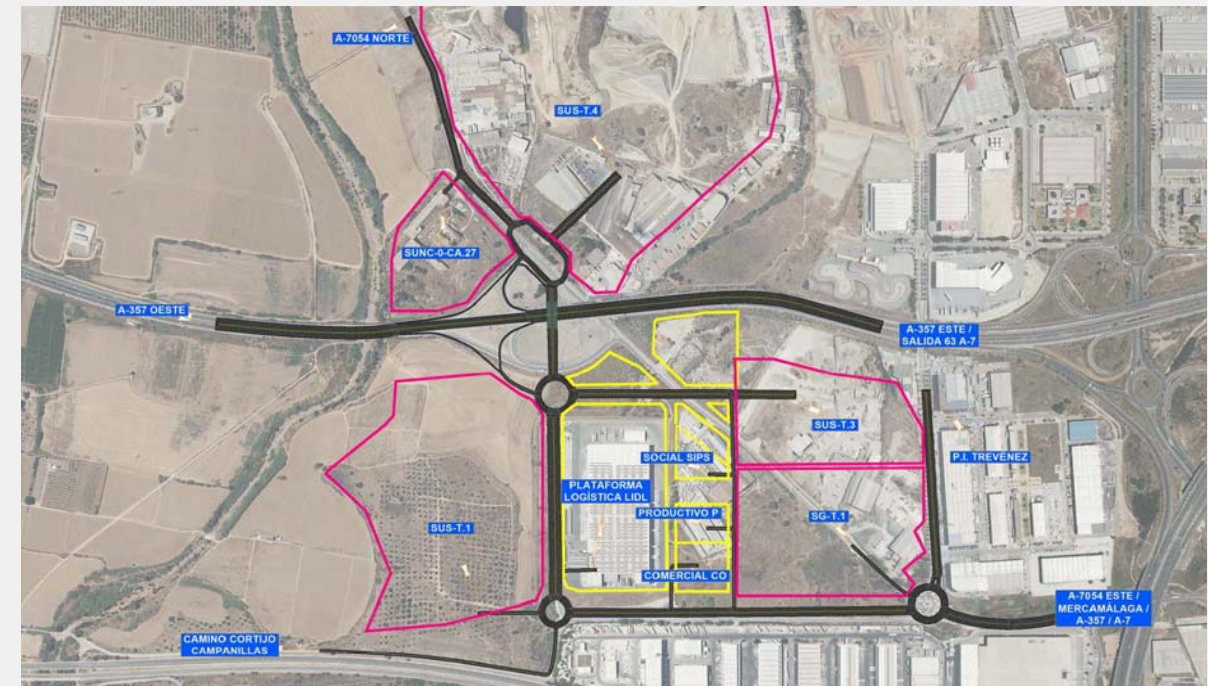 A-7054 NORTE
SUS-T.4
SUNC-0-CA.27
A-357 OESTE
A-357 ESTE /
SALIDA 63 A-7
SUS-T.3
SOCIAL SIPS
P.I. TREVÉNEZ
PLATAFORMA
LOGÍSTICA LIDL
PRODUCTIVO P
SG-T.1
SUS-T.1
COMERCIAL CO
A-7054 ESTE /
MERCAMÁLAGA /
A-357 / A-7
CAMINO CORTIJO
CAMPANILLAS